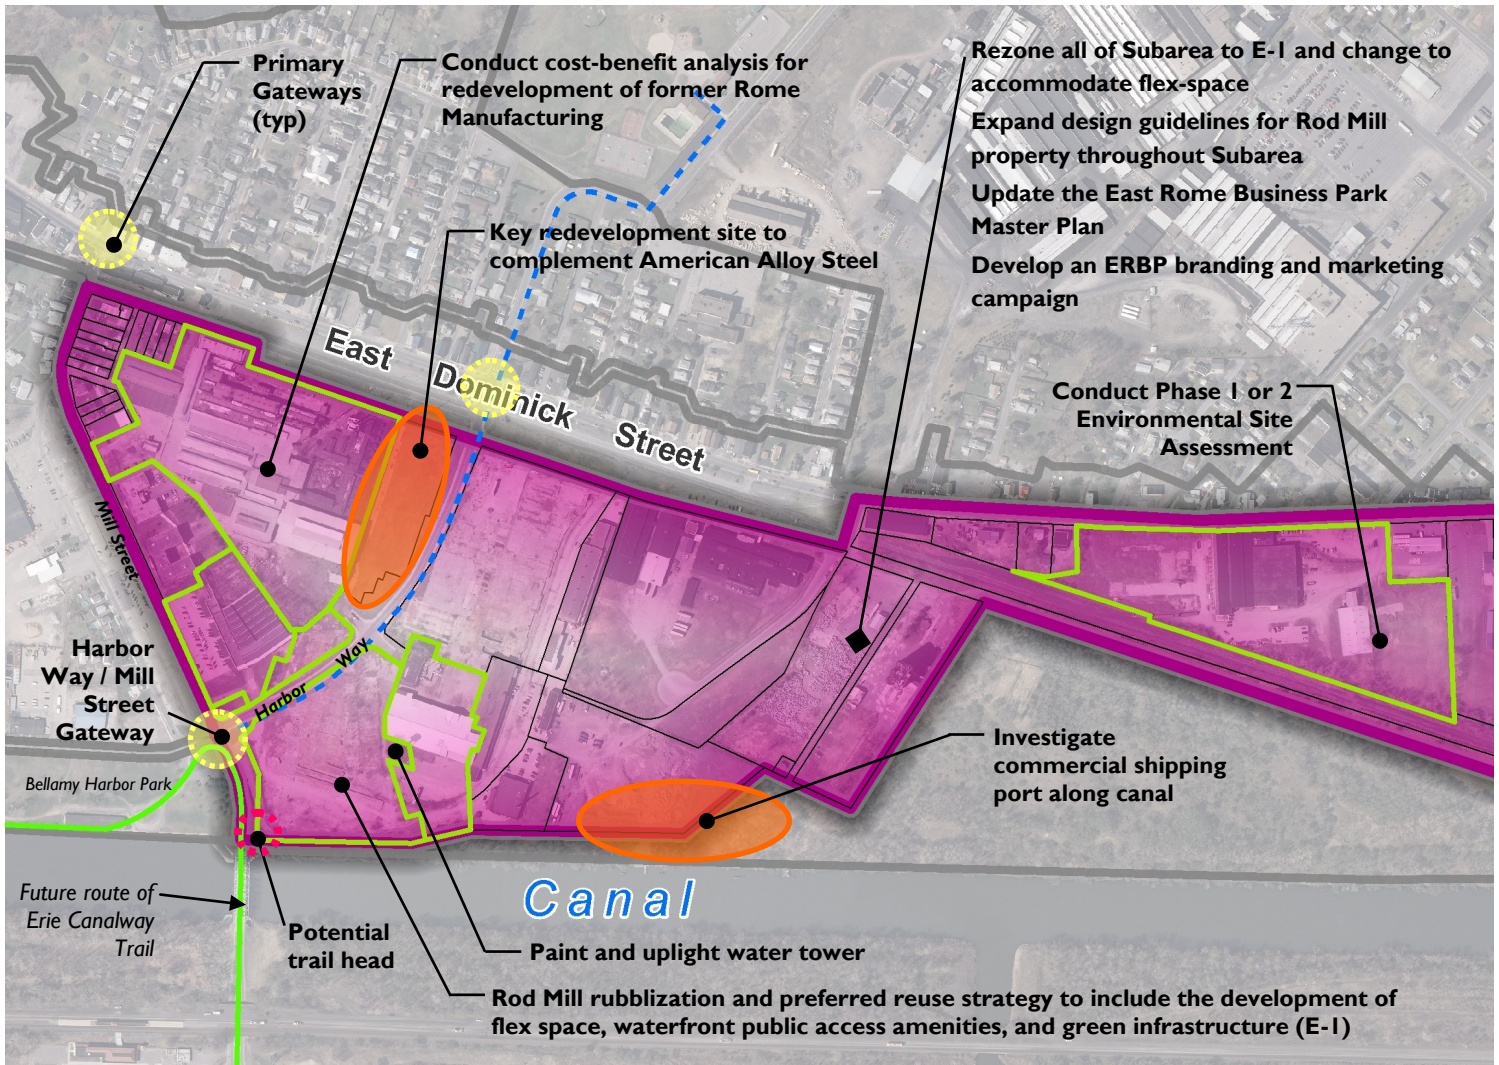 Primary
Gateways
(typ)
Conduct cost-benefit analysis for
redevelopment of former Rome
Manufacturing
Rezone all of Subarea to E-1 and change to
accommodate flex-space
Expand design guidelines for Rod Mill
property throughout Subarea
Update the East Rome Business Park
Master Plan
Develop an ERBP branding and marketing
campaign
Key redevelopment site to
complement American Alloy Steel
East Dominick Street
Conduct Phase 1 or 2
Environmental Site
Assessment
Mill Street
Harbor
Way / Mill
Street
Gateway
Harbor Way
Investigate
commercial shipping
port along canal
Bellamy Harbor Park
Canal
Future route of
Erie Canalway
Trail
Potential
trail head
Paint and uplight water tower
Rod Mill rubblization and preferred reuse strategy to include the development of
flex space, waterfront public access amenities, and green infrastructure (E-1)